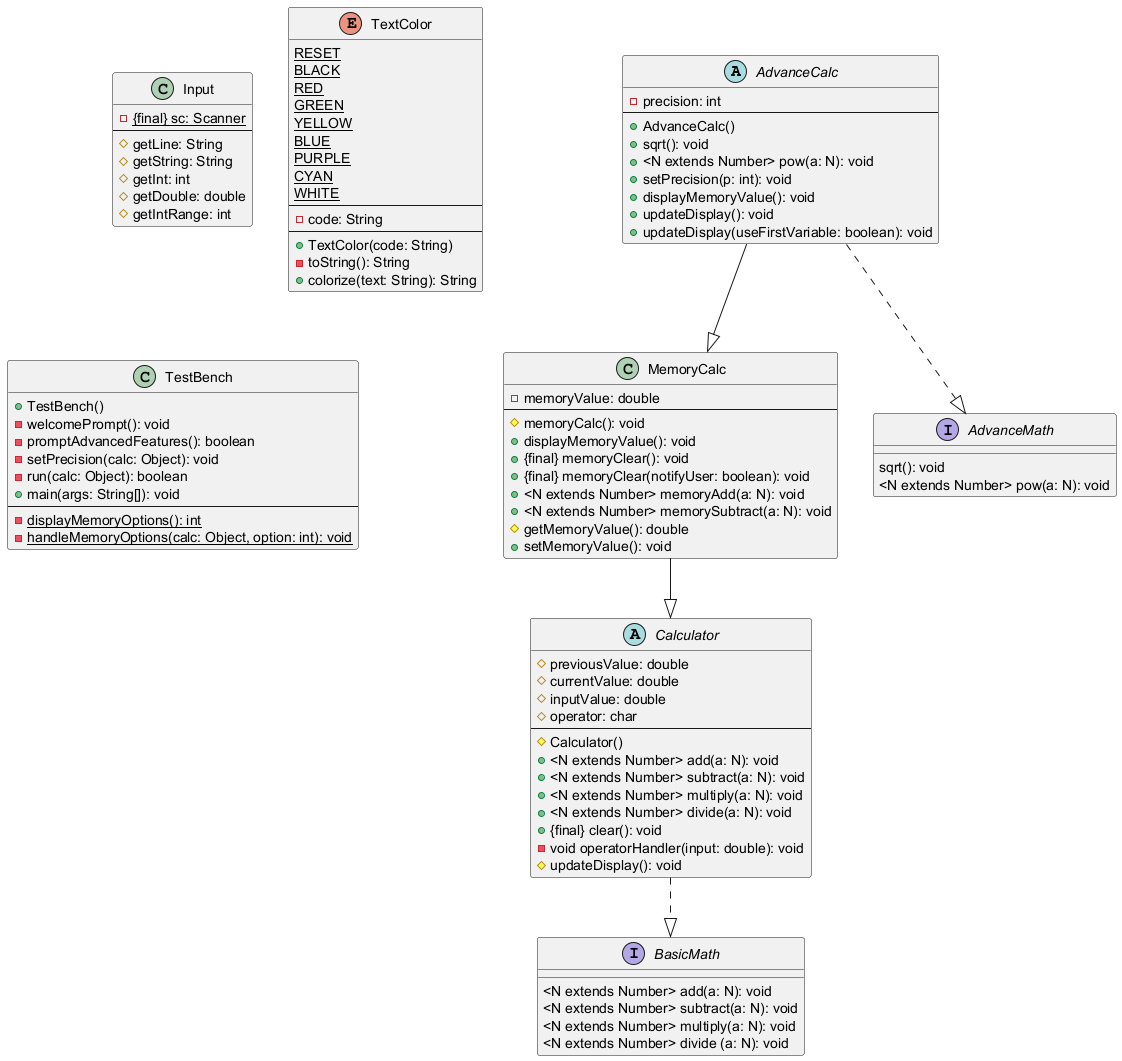 C Input
{final} sc: Scanner
getLine: String
getString: String
getInt: int
getDouble: double
getIntRange: int
E TextColor
RESET
BLACK
RED
GREEN
YELLOW
BLUE
PURPLE
CYAN
WHITE
code: String
TextColor(code: String)
toString(): String
colorize(text: String): String
A AdvanceCalc
precision: int
AdvanceCalc()
sqrt(): void
<N extends Number> pow(a: N): void
setPrecision(p: int): void
displayMemoryValue(): void
updateDisplay(): void
updateDisplay(useFirstVariable: boolean): void
C TestBench
TestBench()
welcomePrompt(): void
promptAdvancedFeatures(): boolean
setPrecision(calc: Object): void
run(calc: Object): boolean
main(args: String[]): void
displayMemoryOptions(): int
handleMemoryOptions(calc: Object, option: int): void
C MemoryCalc
memoryValue: double
memoryCalc(): void
displayMemoryValue(): void
{final} memoryClear(): void
{final} memoryClear(notifyUser: boolean): void
<N extends Number> memoryAdd(a: N): void
<N extends Number> memorySubtract(a: N): void
getMemoryValue(): double
setMemoryValue(): void
I AdvanceMath
sqrt(): void
<N extends Number> pow(a: N): void
A Calculator
previousValue: double
currentValue: double
inputValue: double
operator: char
Calculator()
<N extends Number> add(a: N): void
<N extends Number> subtract(a: N): void
<N extends Number> multiply(a: N): void
<N extends Number> divide(a: N): void
{final} clear(): void
void operatorHandler(input: double): void
updateDisplay(): void
I BasicMath
<N extends Number> add(a: N): void
<N extends Number> subtract(a: N): void
<N extends Number> multiply(a: N): void
<N extends Number> divide (a: N): void